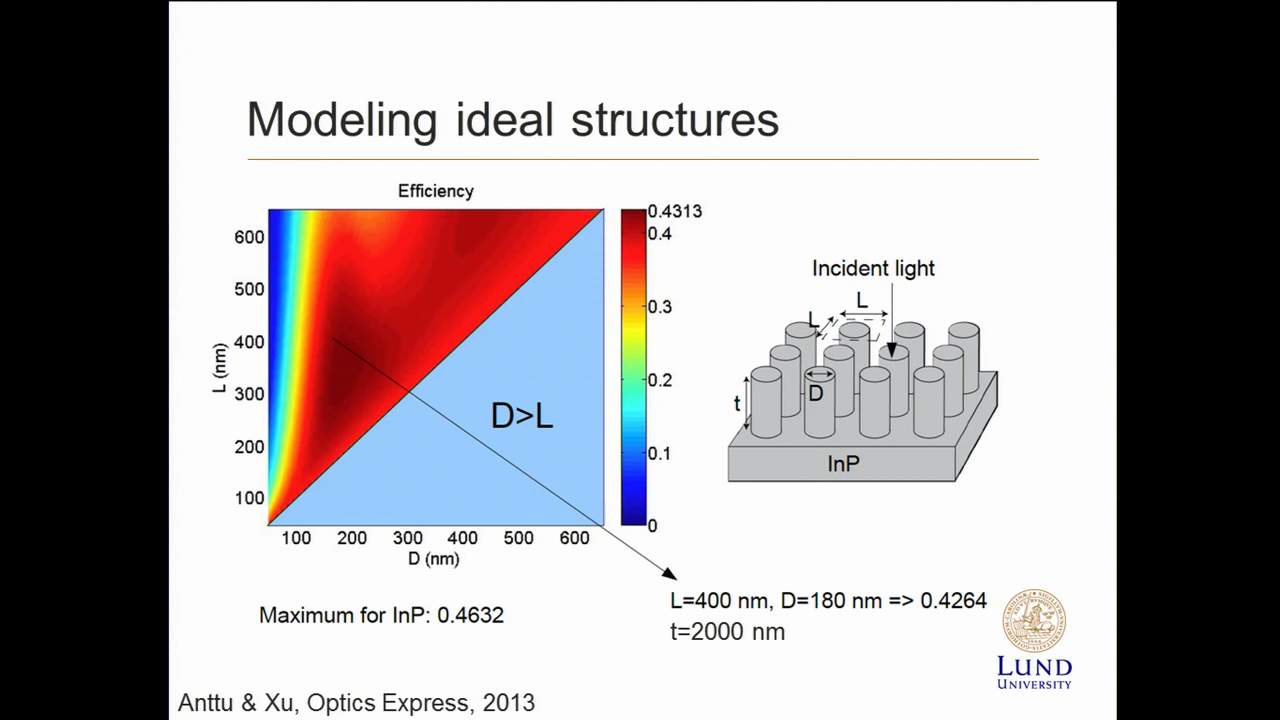 Modeling ideal structures
Efficiency
L (nm)
600
500
400
300
200
100
100 200 300 400 500 600
D (nm)
D>L
0.4313
0.4
0.3
0.2
0.1
0
Incident light
L
L
D
t
InP
Maximum for InP: 0.4632
L=400 nm, D=180 nm => 0.4264
t=2000 nm
LUND
UNIVERSITY
Anttu & Xu, Optics Express, 2013